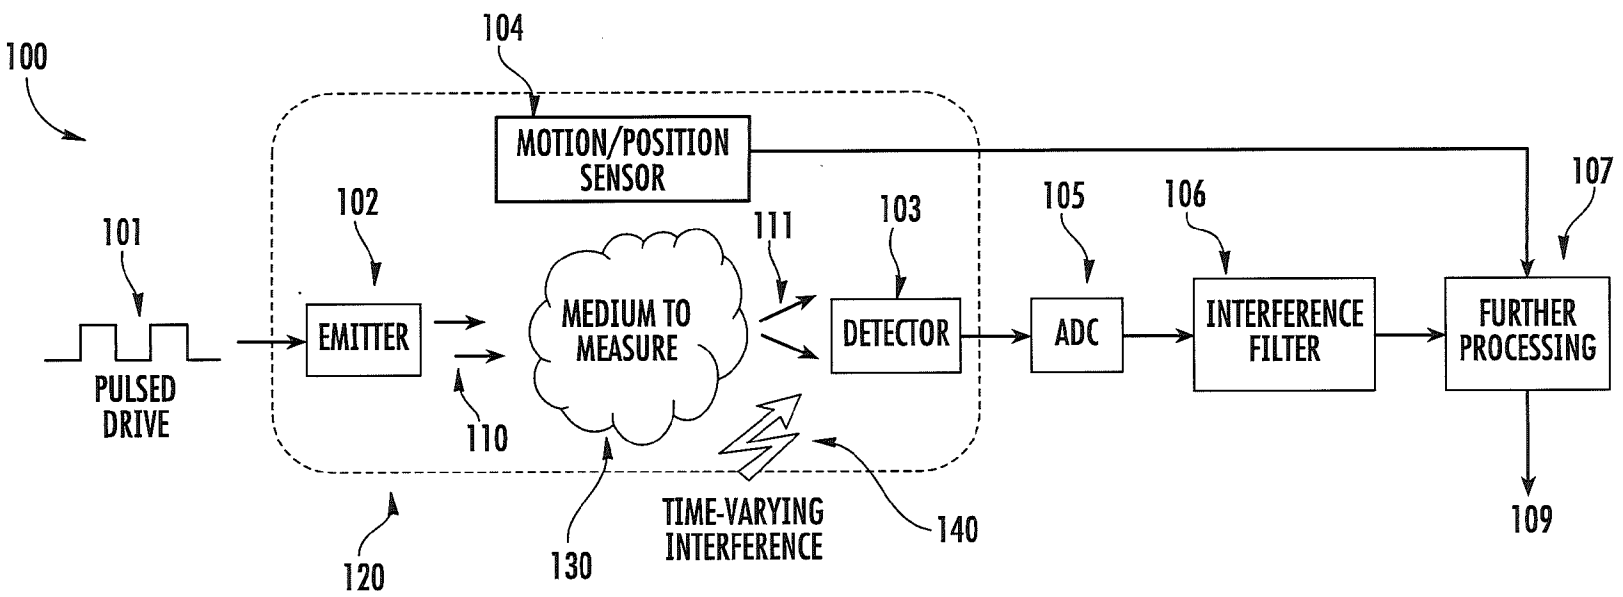 100
104
MOTION/POSITION
SENSOR
107
105
106
102
103
111
101
EMITTER
MEDIUM TO
MEASURE
DETECTOR
ADC
INTERFERENCE
FILTER
FURTHER
PROCESSING
PULSED
DRIVE
110
TIME-VARYING
INTERFERENCE
140
109
130
120